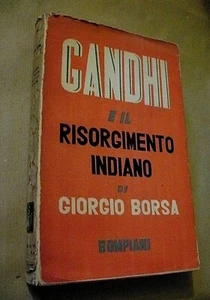 GANDHI
E IL
RISORGIMENTO
INDIANO
DI
GIORGIO BORSA
BOMPIANI